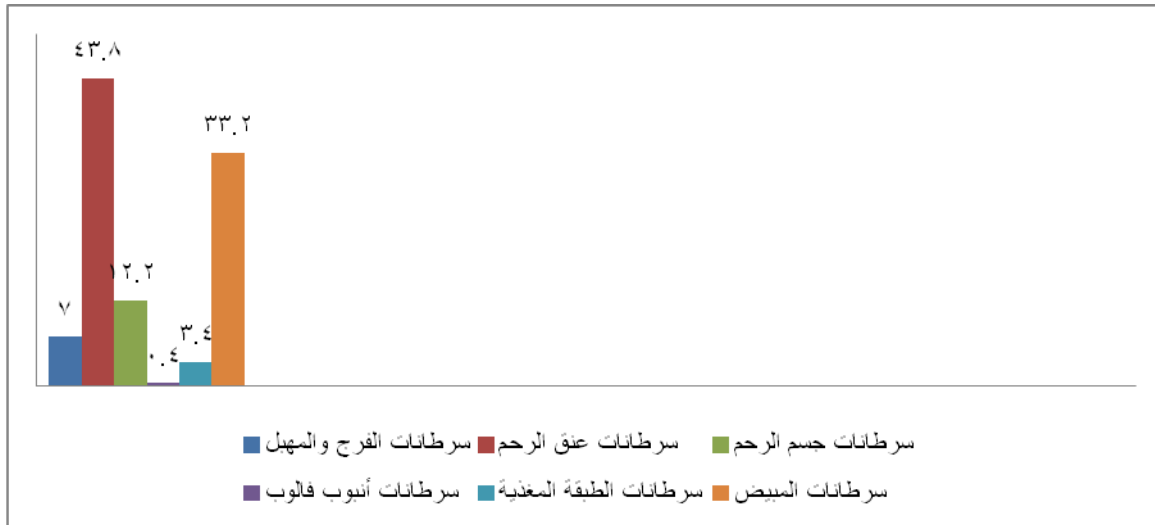 ٤٣.٨
٣٣.٢
١٢.٢
٧
٣.٤
٠.٤
سرطانات الفرج والمهبل
سرطانات عنق الرحم
سرطانات جسم الرحم
سرطانات أنبوب فالوب
سرطانات الطبقة المغذية
سرطانات المبيض